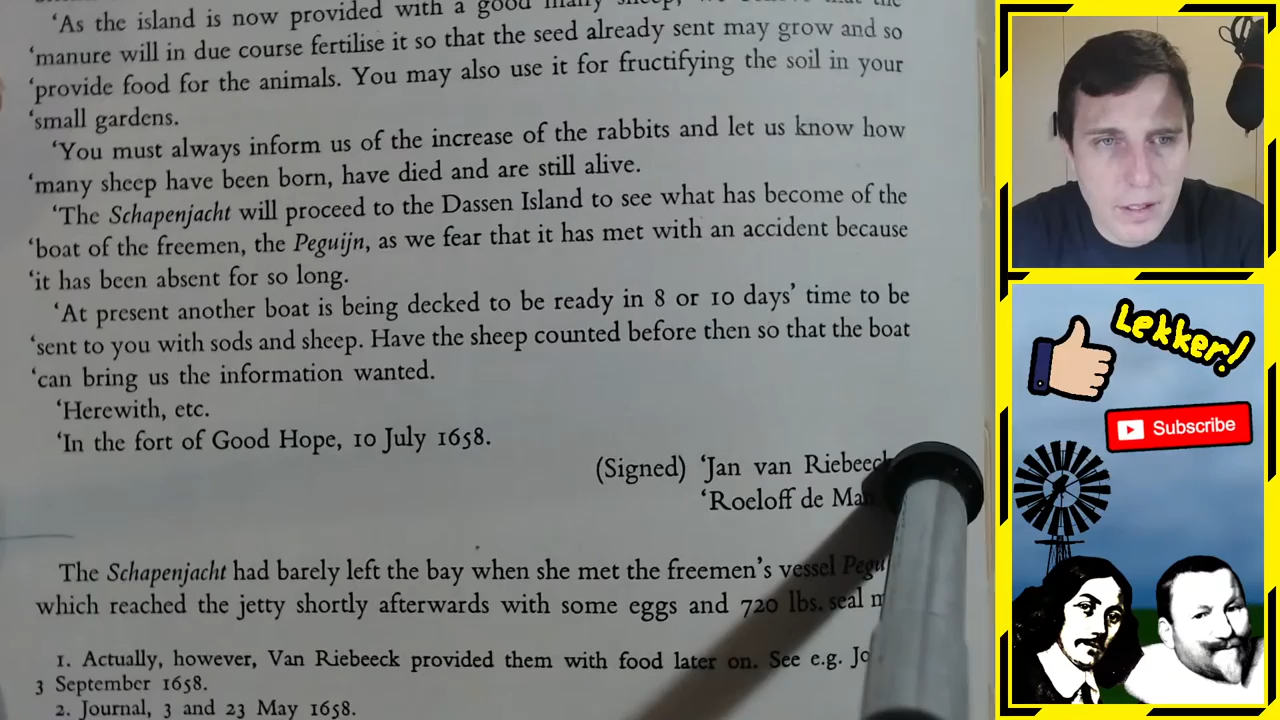 'As the island is now provided with a good many sheep, we believe that the
'manure will in due course fertilise it so that the seed already sent may grow and so
'provide food for the animals. You may also use it for fructifying the soil in your
'small gardens.
'You must always inform us of the increase of the rabbits and let us know how
'many sheep have been born, have died and are still alive.
'The Schapenjacht will proceed to the Dassen Island to see what has become of the
'boat of the freemen, the Peguijn, as we fear that it has met with an accident because
'it has been absent for so long.
'At present another boat is being decked to be ready in 8 or 10 days' time to be
'sent to you with sods and sheep. Have the sheep counted before then so that the boat
'can bring us the information wanted.
'Herewith, etc.
'In the fort of Good Hope, 10 July 1658.
(Signed) 'Jan van Riebeeck
'Roeloff de Man
The Schapenjacht had barely left the bay when she met the freemen's vessel
which reached the jetty shortly afterwards with some eggs and 720 lbs. seal
1. Actually, however, Van Riebeeck provided them with food later on. See e.g.
3 September 1658.
2. Journal, 3 and 23 May 1658.
Lekker!
Subscribe